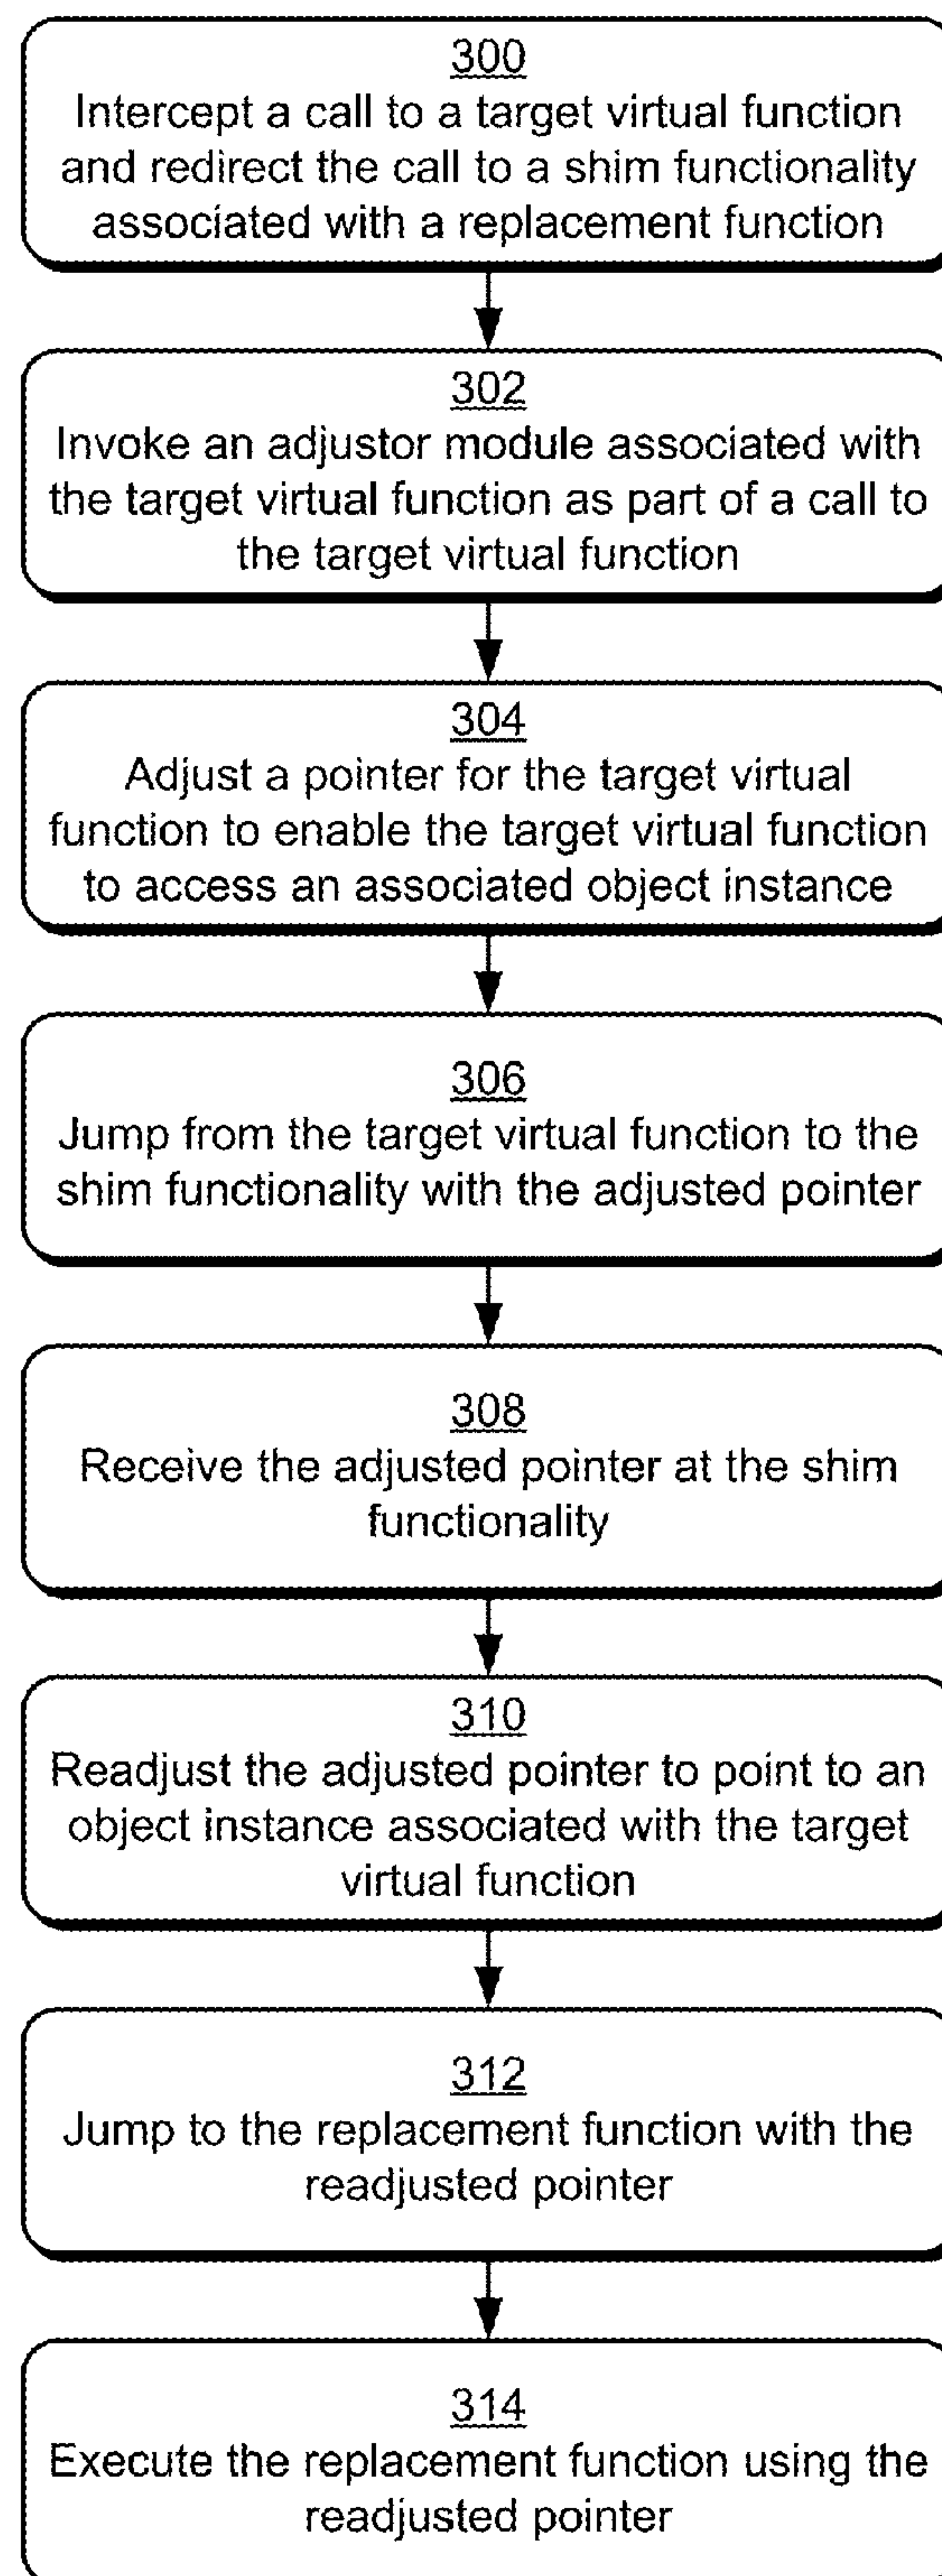 300
Intercept a call to a target virtual function
and redirect the call to a shim functionality
associated with a replacement function
302
Invoke an adjustor module associated with
the target virtual function as part of a call to
the target virtual function
304
Adjust a pointer for the target virtual
function to enable the target virtual function
to access an associated object instance
306
Jump from the target virtual function to the
shim functionality with the adjusted pointer
308
Receive the adjusted pointer at the shim
functionality
310
Readjust the adjusted pointer to point to an
object instance associated with the target
virtual function
312
Jump to the replacement function with the
readjusted pointer
314
Execute the replacement function using the
readjusted pointer